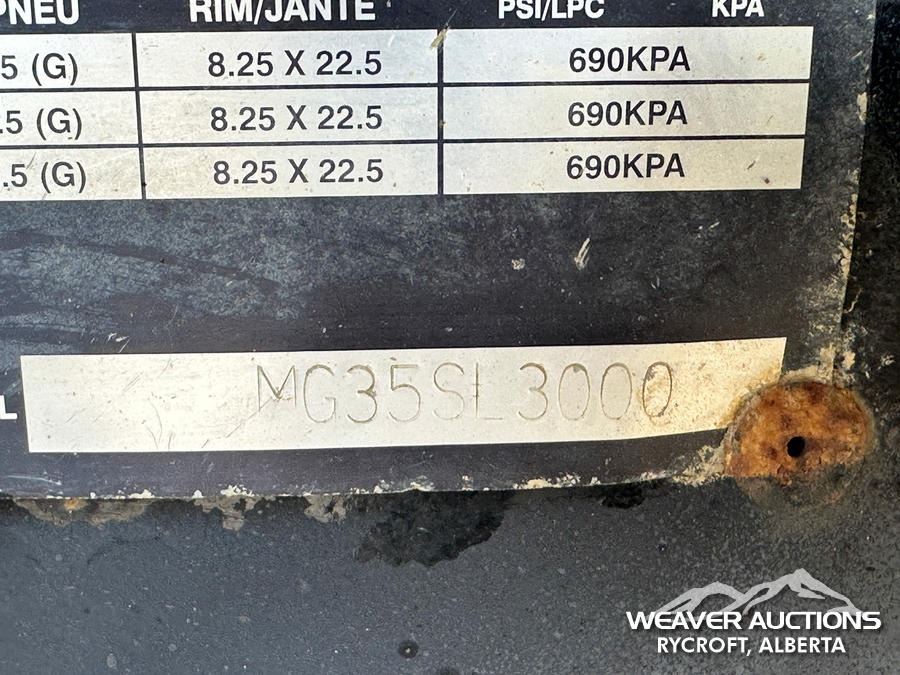 PNEU RIM/JANTE PSI/LPC KPA
5 (G) 8.25 X 22.5 690KPA
.5 (G) 8.25 X 22.5 690KPA
.5 (G) 8.25 X 22.5 690KPA
L MG35SL3000
WEAVER AUCTIONS
RYCROFT, ALBERTA